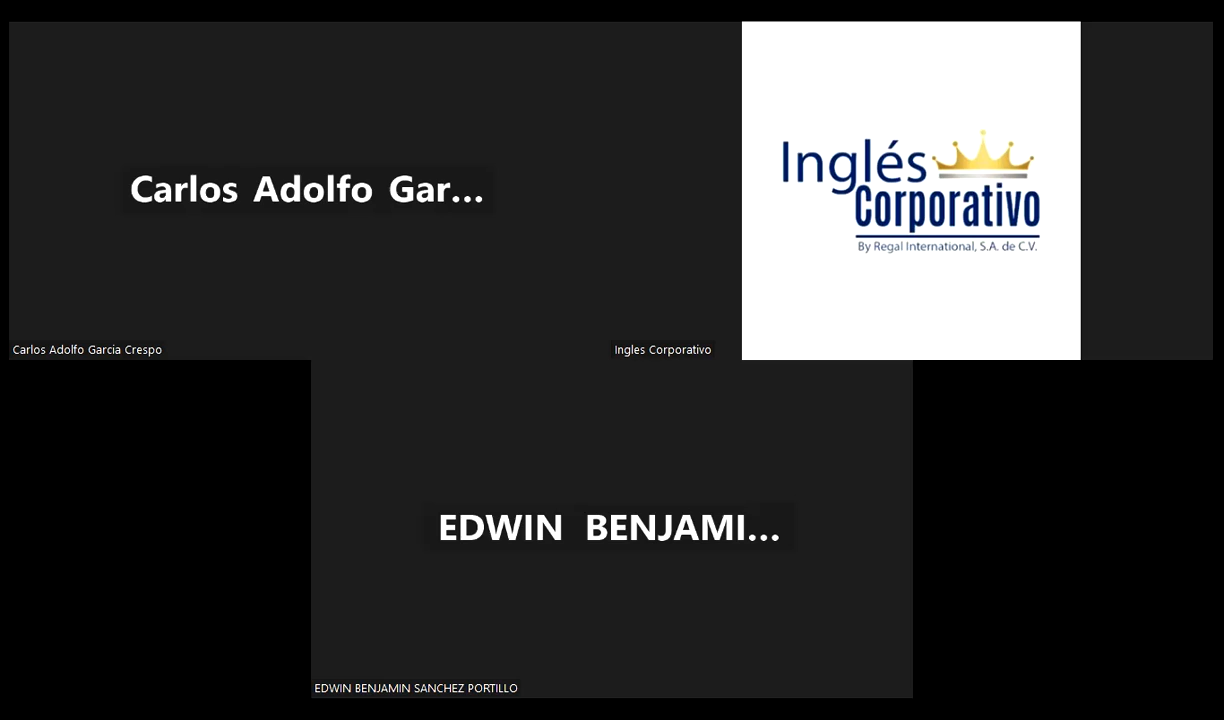 Carlos Adolfo Gar...
Inglés
Corporativo
By Regal International, S.A. de C.V.
Carlos Adolfo Garcia Crespo
Ingles Corporativo
EDWIN BENJAMI...
EDWIN BENJAMIN SANCHEZ PORTILLO